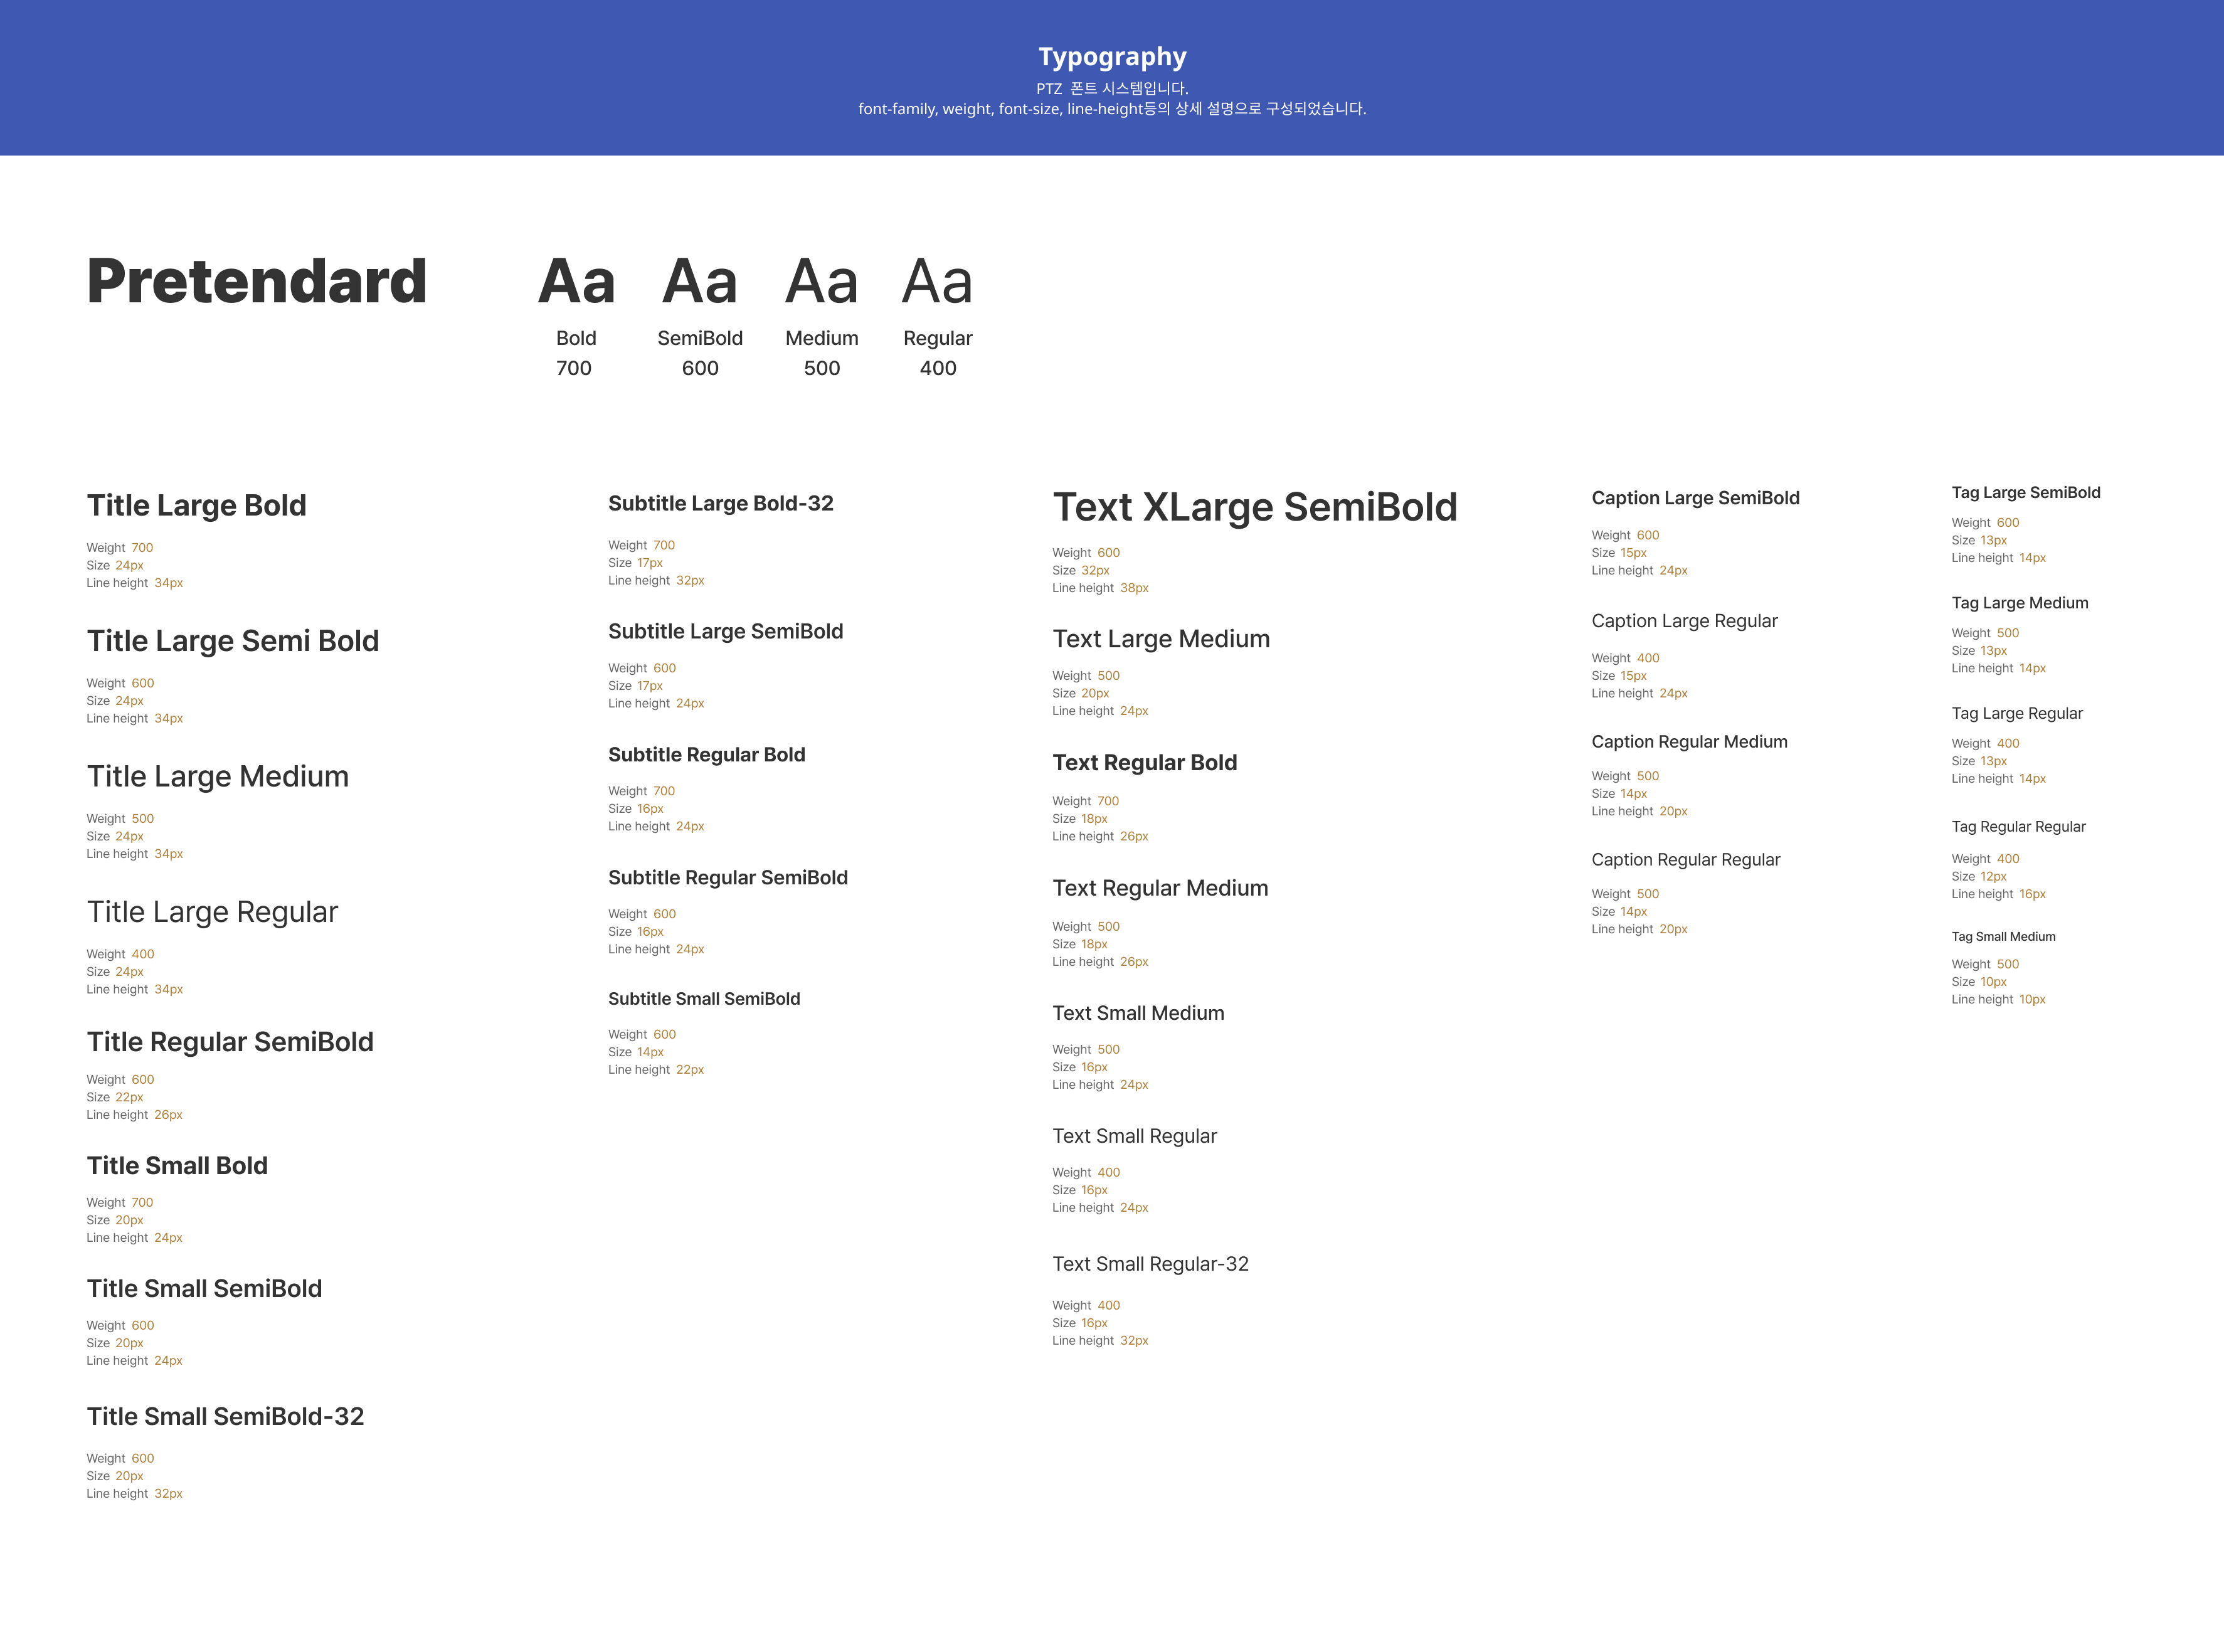 Typography
PTZ 폰트 시스템입니다.
font-family, weight, font-size, line-height등의 상세 설명으로 구성되었습니다.
Pretendard
Aa Aa Aa Aa
Bold SemiBold Medium Regular
700 600 500 400
Title Large Bold
Weight 700
Size 24px
Line height 34px
Title Large Semi Bold
Weight 600
Size 24px
Line height 34px
Title Large Medium
Weight 500
Size 24px
Line height 34px
Title Large Regular
Weight 400
Size 24px
Line height 34px
Title Regular SemiBold
Weight 600
Size 22px
Line height 26px
Title Small Bold
Weight 700
Size 20px
Line height 24px
Title Small SemiBold
Weight 600
Size 20px
Line height 24px
Title Small SemiBold-32
Weight 600
Size 20px
Line height 32px
Subtitle Large Bold-32
Weight 700
Size 17px
Line height 32px
Subtitle Large SemiBold
Weight 600
Size 17px
Line height 24px
Subtitle Regular Bold
Weight 700
Size 16px
Line height 24px
Subtitle Regular SemiBold
Weight 600
Size 16px
Line height 24px
Subtitle Small SemiBold
Weight 600
Size 14px
Line height 22px
Text XLarge SemiBold
Weight 600
Size 32px
Line height 38px
Text Large Medium
Weight 500
Size 20px
Line height 24px
Text Regular Bold
Weight 700
Size 18px
Line height 26px
Text Regular Medium
Weight 500
Size 18px
Line height 26px
Text Small Medium
Weight 500
Size 16px
Line height 24px
Text Small Regular
Weight 400
Size 16px
Line height 24px
Text Small Regular-32
Weight 400
Size 16px
Line height 32px
Caption Large SemiBold
Weight 600
Size 15px
Line height 24px
Caption Large Regular
Weight 400
Size 15px
Line height 24px
Caption Regular Medium
Weight 500
Size 14px
Line height 20px
Caption Regular Regular
Weight 500
Size 14px
Line height 20px
Tag Large SemiBold
Weight 600
Size 13px
Line height 14px
Tag Large Medium
Weight 500
Size 13px
Line height 14px
Tag Large Regular
Weight 400
Size 13px
Line height 14px
Tag Regular Regular
Weight 400
Size 12px
Line height 16px
Tag Small Medium
Weight 500
Size 10px
Line height 10px